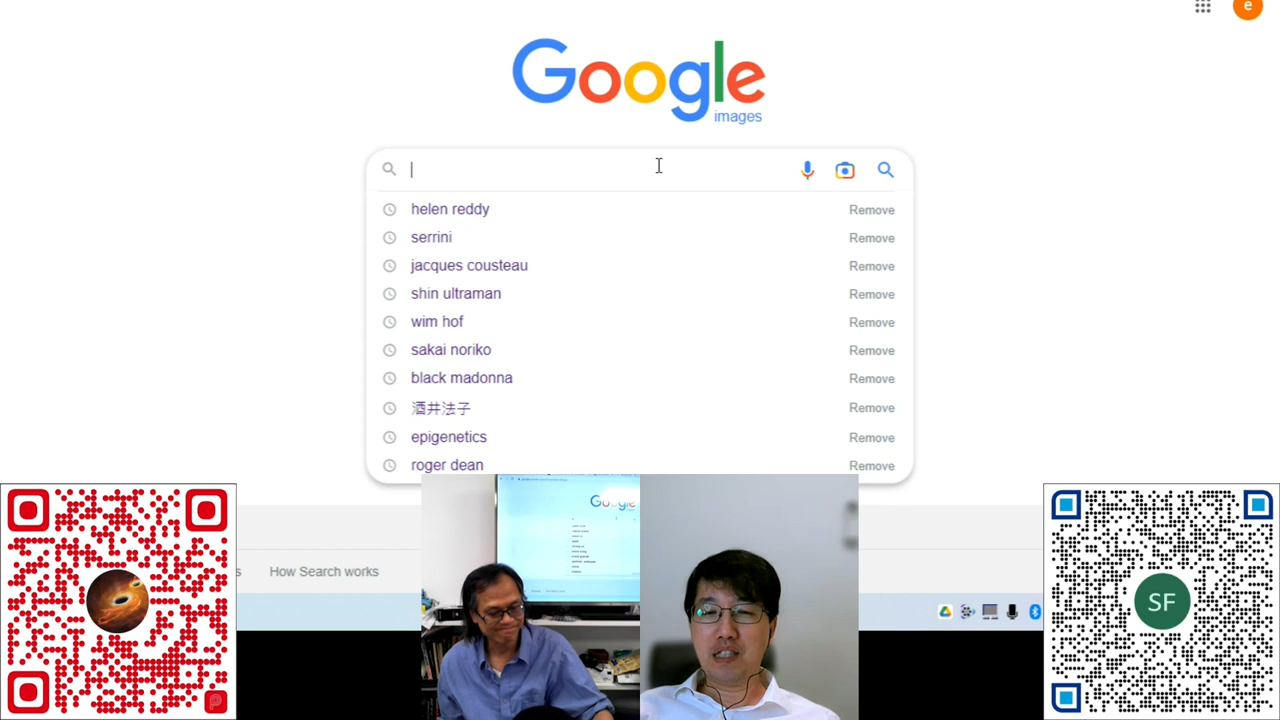 e
Google
images
helen reddy Remove
serrini Remove
jacques cousteau Remove
shin ultraman Remove
wim hof Remove
sakai noriko Remove
black madonna Remove
酒井法子 Remove
epigenetics Remove
roger dean Remove
Google
s How Search works
SF